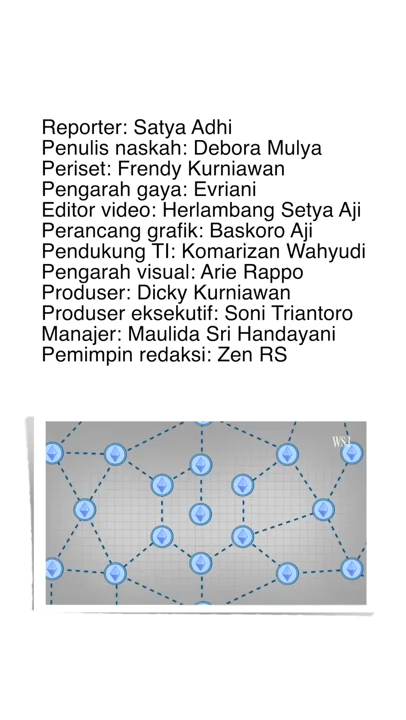 Reporter: Satya Adhi
Penulis naskah: Debora Mulya
Periset: Frendy Kurniawan
Pengarah gaya: Evriani
Editor video: Herlambang Setya Aji
Perancang grafik: Baskoro Aji
Pendukung TI: Komarizan Wahyudi
Pengarah visual: Arie Rappo
Produser: Dicky Kurniawan
Produser eksekutif: Soni Triantoro
Manajer: Maulida Sri Handayani
Pemimpin redaksi: Zen RS
WSJ